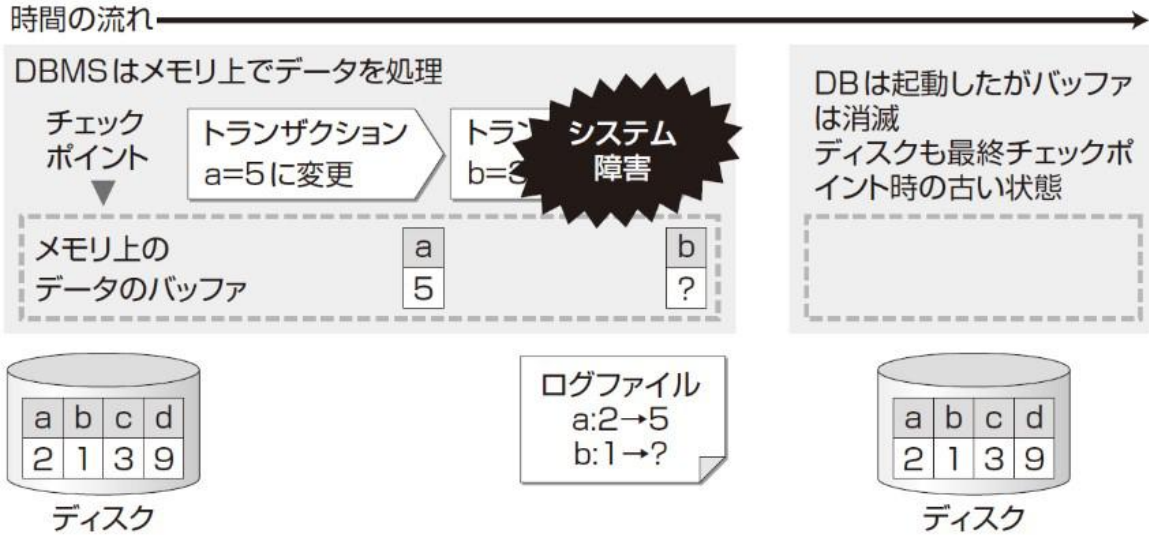 時間の流れ
DBMSはメモリ上でデータを処理
チェック
ポイント
トランザクション
a=5に変更
トラン
b=3
システム
障害
メモリ上の
データのバッファ
a
5
b
?
DBは起動したがバッファ
は消滅
ディスクも最終チェックポ
イント時の古い状態
a b c d
2 1 3 9
ディスク
ログファイル
a:2→5
b:1→?
a b c d
2 1 3 9
ディスク